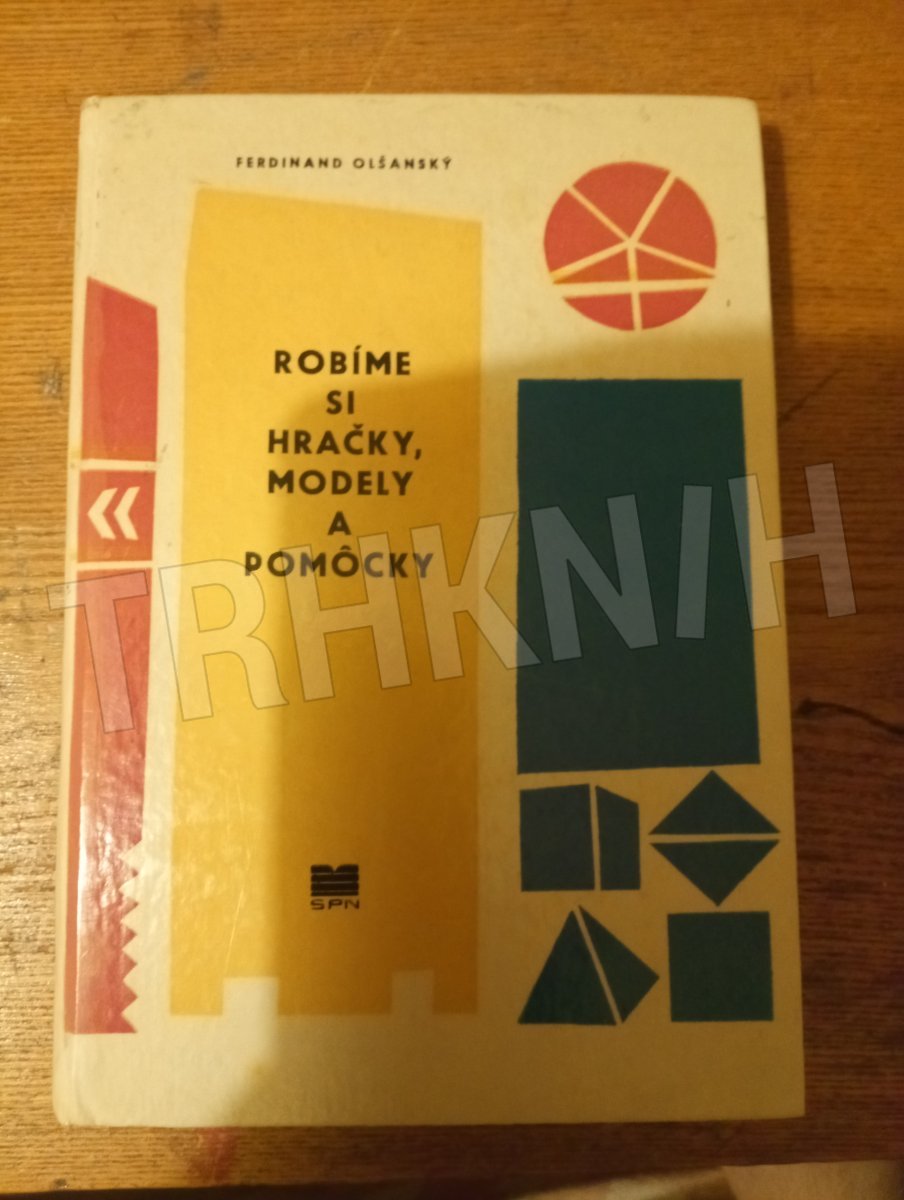 FERDINAND OLŠANSKÝ
ROBÍME
SI
HRAČKY,
MODELY
A
POMÔCKY
TRHKNIH
SPN